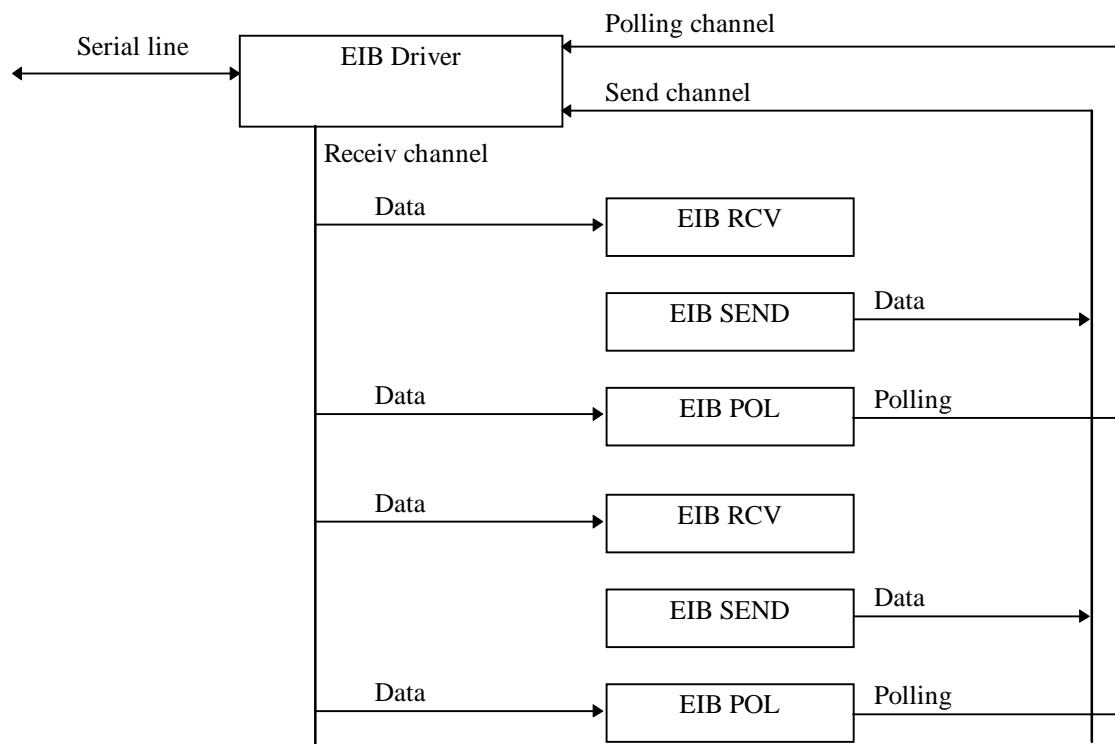 Serial line
EIB Driver
Polling channel
Send channel
Receiv channel
Data
EIB RCV
EIB SEND
Data
Data
EIB POL
Polling
Data
EIB RCV
EIB SEND
Data
Data
EIB POL
Polling